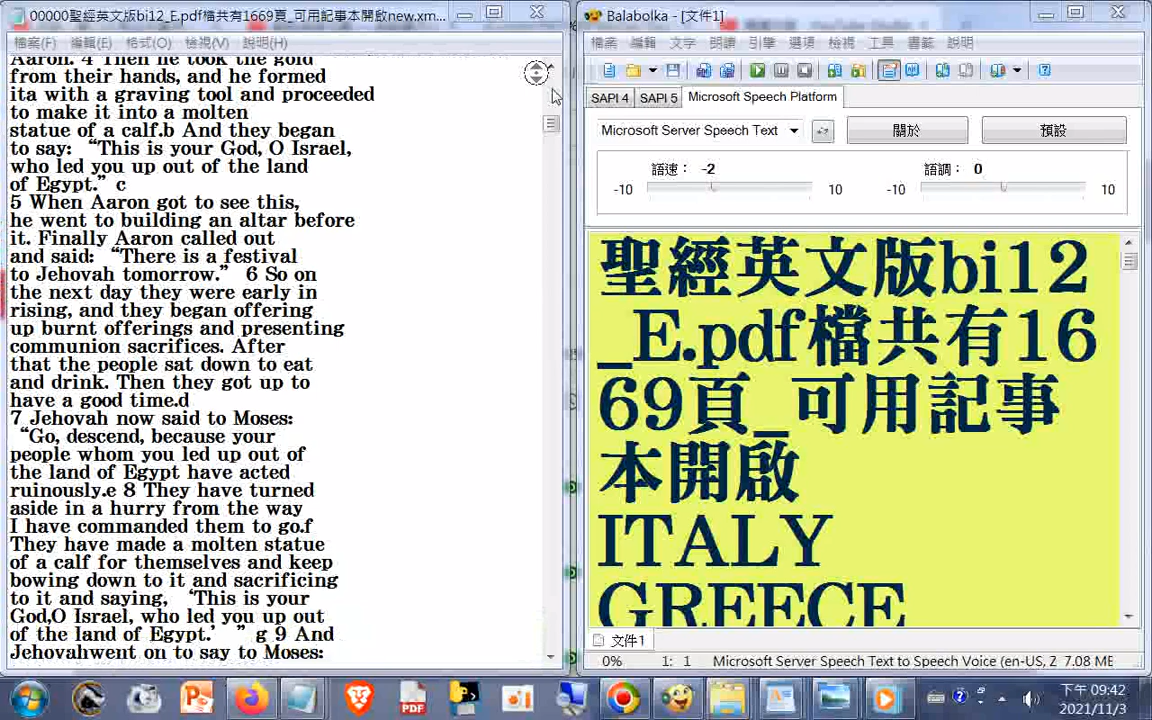 00000聖經英文版bi12_E.pdf檔共有1669頁_可用記事本開啟new.xm...
檔案(F) 編輯(E) 格式(O) 檢視(V) 說明(H)
Aaron. 4 Then he took the gold
from their hands, and he formed
ita with a graving tool and proceeded
to make it into a molten
statue of a calf.b And they began
to say: “This is your God, O Israel,
who led you up out of the land
of Egypt.” c
5 When Aaron got to see this,
he went to building an altar before
it. Finally Aaron called out
and said: “There is a festival
to Jehovah tomorrow.” 6 So on
the next day they were early in
rising, and they began offering
up burnt offerings and presenting
communion sacrifices. After
that the people sat down to eat
and drink. Then they got up to
have a good time.d
7 Jehovah now said to Moses:
“Go, descend, because your
people whom you led up out of
the land of Egypt have acted
ruinously.e 8 They have turned
aside in a hurry from the way
I have commanded them to go.f
They have made a molten statue
of a calf for themselves and keep
bowing down to it and sacrificing
to it and saying, ‘This is your
God,O Israel, who led you up out
of the land of Egypt.’ ” g 9 And
Jehovahwent on to say to Moses:
Balabolka - [文件1]
檔案 編輯 文字 朗讀 引擎 選項 檢視 工具 書籤 說明
SAPI 4 SAPI 5 Microsoft Speech Platform
Microsoft Server Speech Text 關於 預設
語速： -2 語調： 0
-10 10 -10 10
聖經英文版bi12
_E.pdf檔共有16
69頁_可用記事
本開啟
ITALY
GREECE
文件1
0% 1: 1 Microsoft Server Speech Text to Speech Voice (en-US, 2 7.08 MB
PDF
下午 09:42
2021/11/3